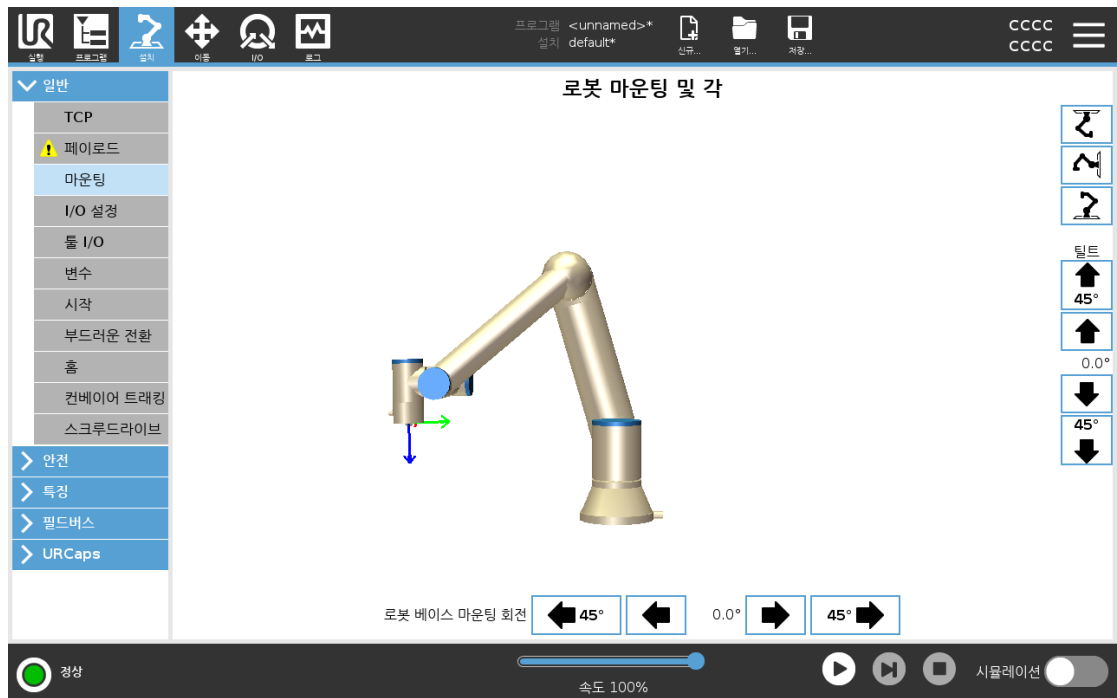 실행
프로그램
설치
이동
I/O
로그
프로그램 <unnamed>*
설치 default*
신규...
열기...
저장...
CCCC
CCCC
일반
로봇 마운팅 및 각
TCP
페이로드
마운팅
I/O 설정
툴 I/O
변수
시작
부드러운 전환
홈
컨베이어 트래킹
스크루드라이브
안전
특징
필드버스
URCaps
틸트
45°
0.0°
45°
로봇 베이스 마운팅 회전 45° 0.0° 45°
정상
속도 100%
시뮬레이션